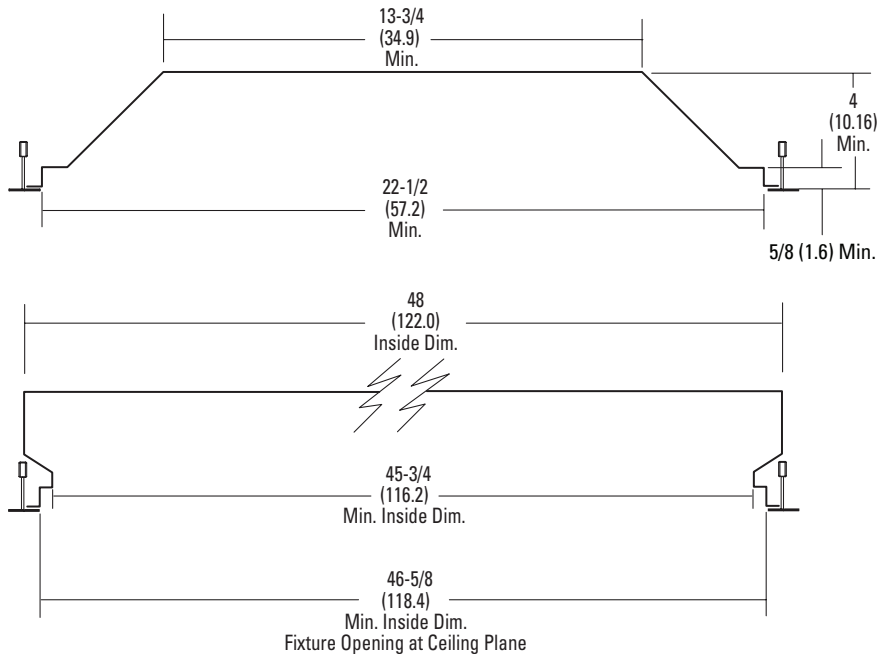 13-3/4
(34.9)
Min.
4
(10.16)
Min.
22-1/2
(57.2)
Min.
5/8 (1.6) Min.
48
(122.0)
Inside Dim.
45-3/4
(116.2)
Min. Inside Dim.
46-5/8
(118.4)
Min. Inside Dim.
Fixture Opening at Ceiling Plane